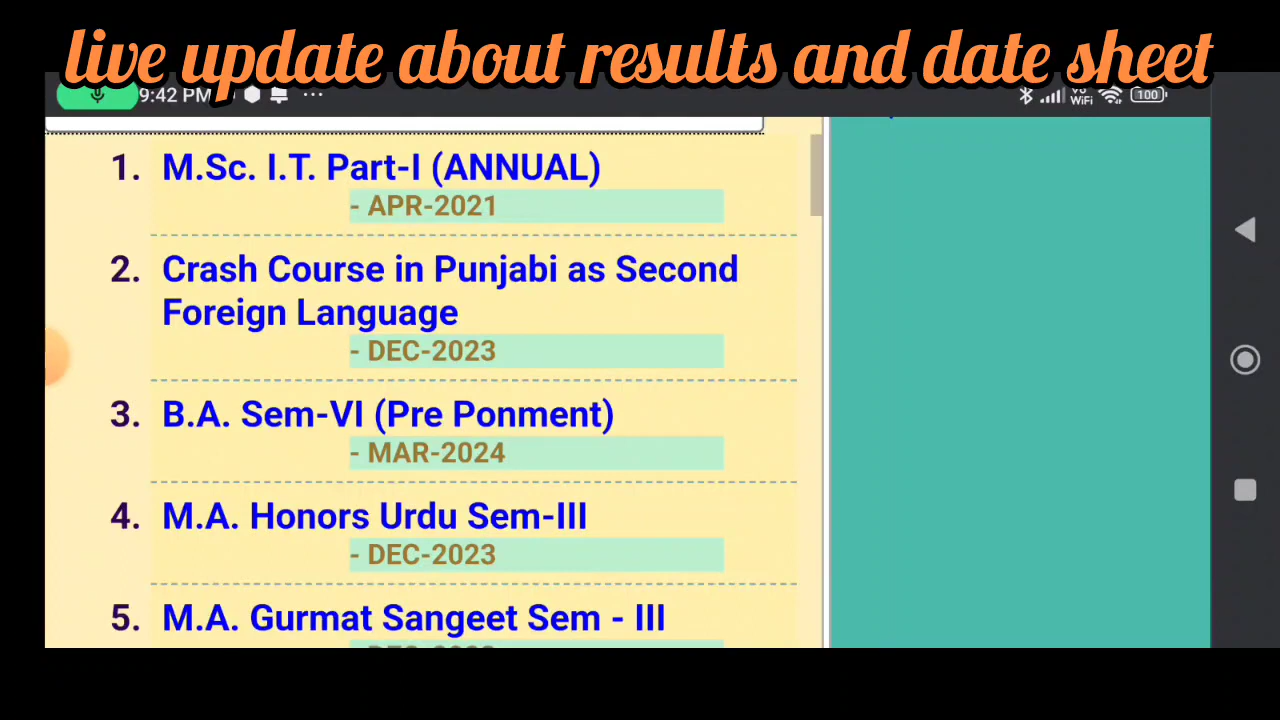 live update about results and date sheet
9:42 PM
Vo
WiFi
100
1. M.Sc. I.T. Part-I (ANNUAL)
- APR-2021
2. Crash Course in Punjabi as Second
Foreign Language
- DEC-2023
3. B.A. Sem-VI (Pre Ponment)
- MAR-2024
4. M.A. Honors Urdu Sem-III
- DEC-2023
5. M.A. Gurmat Sangeet Sem - III